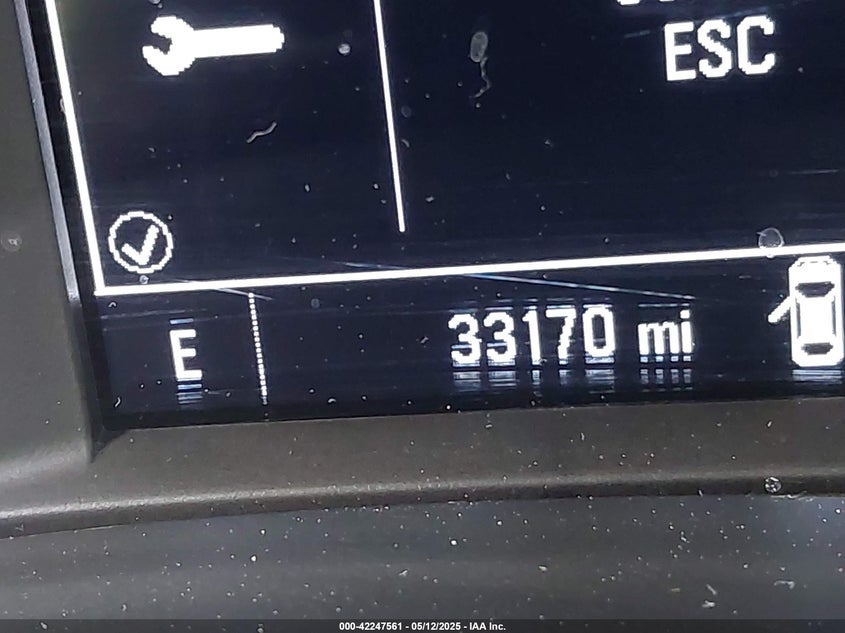 ESC
E
33170 mi
000-42247561 - 05/12/2025 - IAA Inc.